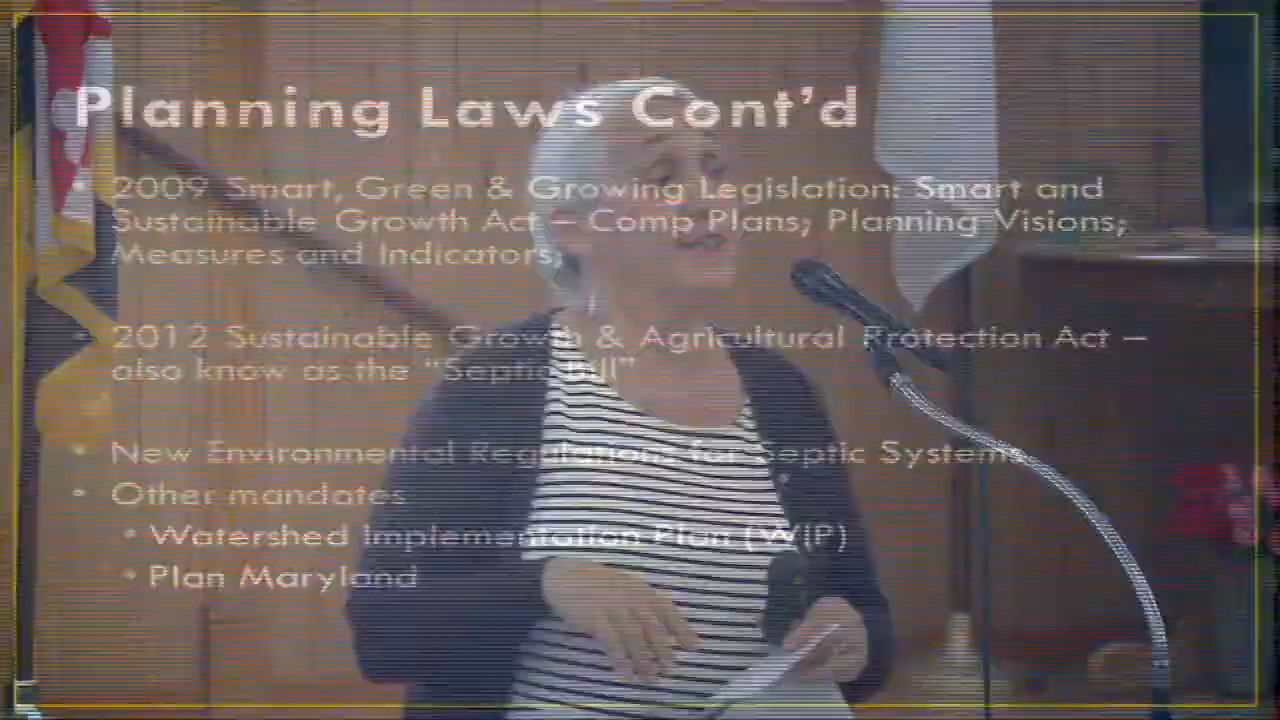 Planning Laws Cont’d
• 2009 Smart, Green & Growing Legislation: Smart and
Sustainable Growth Act – Comp Plans; Planning Visions;
Measures and Indicators;
• 2012 Sustainable Growth & Agricultural Protection Act –
also know as the “Septic Bill”
• New Environmental Regulations for Septic Systems.
• Other mandates
• Watershed Implementation Plan (WIP)
• Plan Maryland